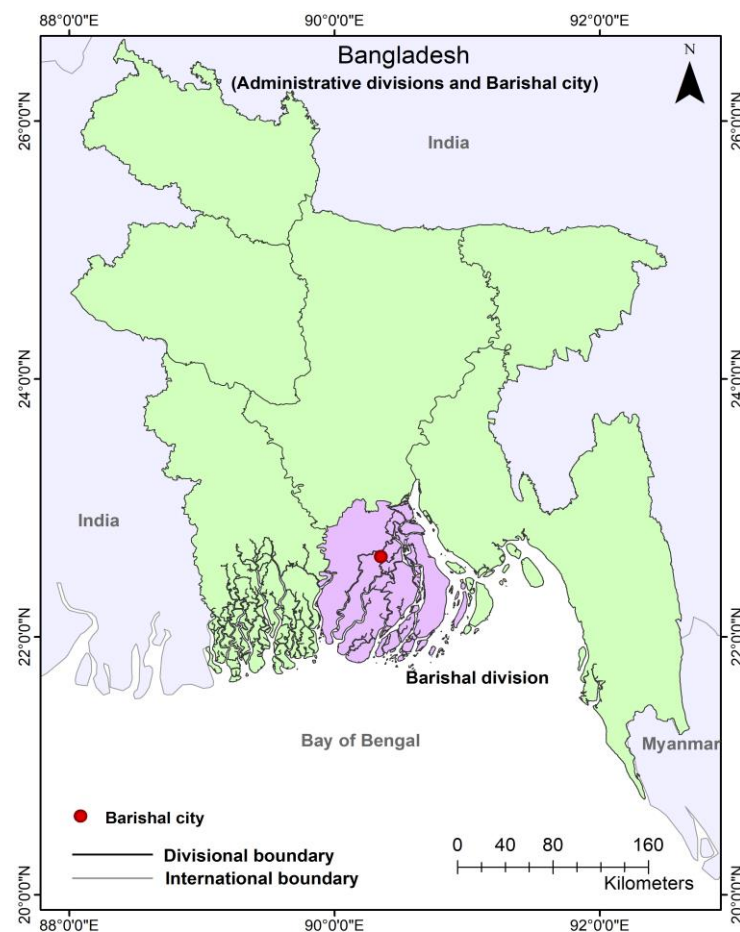 88°0'0"E 90°0'0"E 92°0'0"E
Bangladesh
(Administrative divisions and Barishal city)
N
26°0'0"N 26°0'0"N
India
24°0'0"N 24°0'0"N
India
22°0'0"N 22°0'0"N
Barishal division
Bay of Bengal
Myanmar
Barishal city
Divisional boundary
International boundary
0 40 80 160
Kilometers
20°0'0"N 20°0'0"N
88°0'0"E 90°0'0"E 92°0'0"E